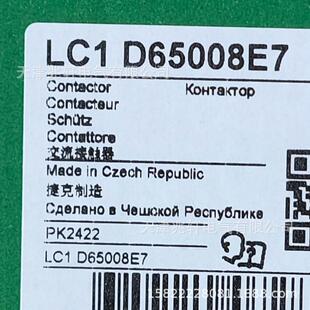 LC1 D65008E7
Contactor Контактор
Contacteur
Schütz
Contattore
交流接触器
Made in Czech Republic
捷克制造
Сделано в Чешской Республике
PK2422
LC1 D65008E7